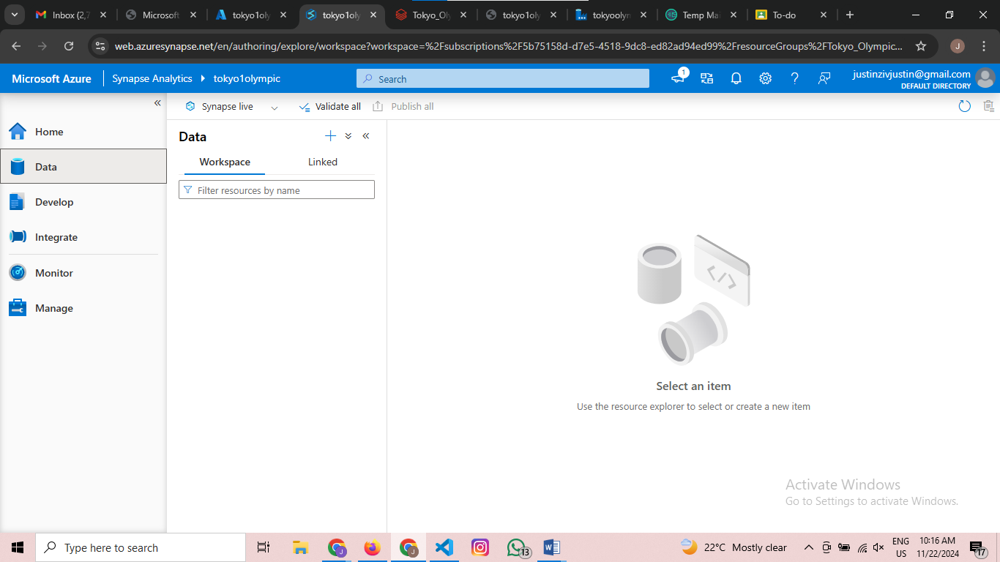 Inbox (2,7
Microsoft
tokyo1oly
tokyo1oly
Tokyo_Oly
tokyo1oly
tokyoolym
Temp Mai
To-do
web.azuresynapse.net/en/authoring/explore/workspace?workspace=%2Fsubscriptions%2F5b75158d-d7e5-4518-9dc8-ed82ad94ed99%2FresourceGroups%2FTokyo_Olympic...
J
Microsoft Azure
Synapse Analytics
tokyo1olympic
Search
1
justinzivjustin@gmail.com
DEFAULT DIRECTORY
Synapse live
Validate all
Publish all
Home
Data
Develop
Integrate
Monitor
Manage
Data
Workspace
Linked
Filter resources by name
Select an item
Use the resource explorer to select or create a new item
Activate Windows
Go to Settings to activate Windows.
Type here to search
J
J
13
22°C Mostly clear
ENG
US
10:16 AM
11/22/2024
17